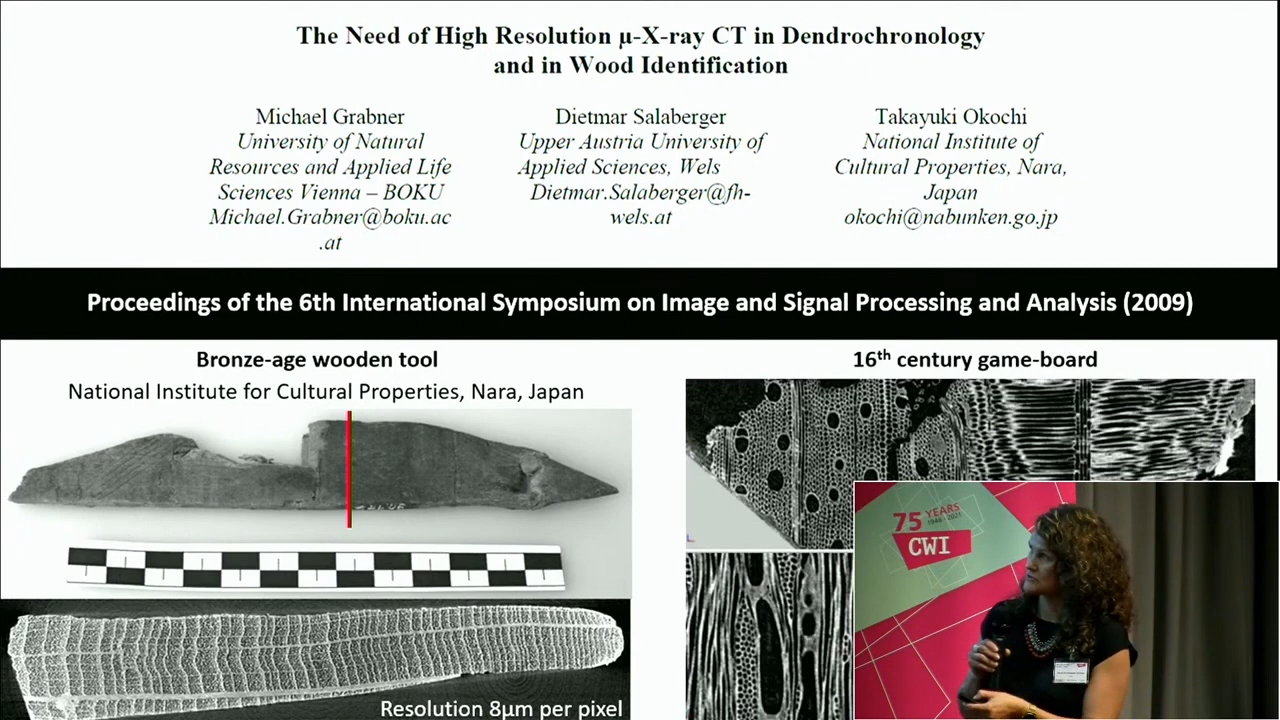 The Need of High Resolution μ-X-ray CT in Dendrochronology
and in Wood Identification
Michael Grabner
University of Natural
Resources and Applied Life
Sciences Vienna – BOKU
Michael.Grabner@boku.ac
.at
Dietmar Salaberger
Upper Austria University of
Applied Sciences, Wels
Dietmar.Salaberger@fh-
wels.at
Takayuki Okochi
National Institute of
Cultural Properties, Nara,
Japan
okochi@nabunken.go.jp
Proceedings of the 6th International Symposium on Image and Signal Processing and Analysis (2009)
Bronze-age wooden tool
National Institute for Cultural Properties, Nara, Japan
Resolution 8μm per pixel
16th century game-board
75 YEARS
1946-2021
CWI